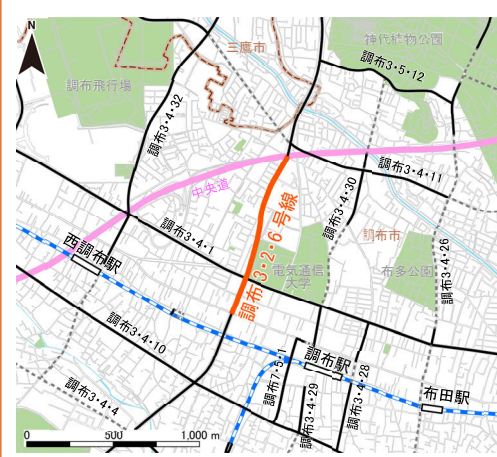 N
三鷹市
神代植物公園
調布飛行場
調布3・5・12
調布3・4・32
中央道
調布3・4・11
調布3・4・30
調布3・2・6号線
調布市
調布3・4・1
西調布駅
電気通信
大学
布多公園
調布3・4・26
調布3・4・10
調布駅
調布7・5・1
調布3・4・28
調布3・4・29
布田駅
調布3・4・4
0 500 1,000 m